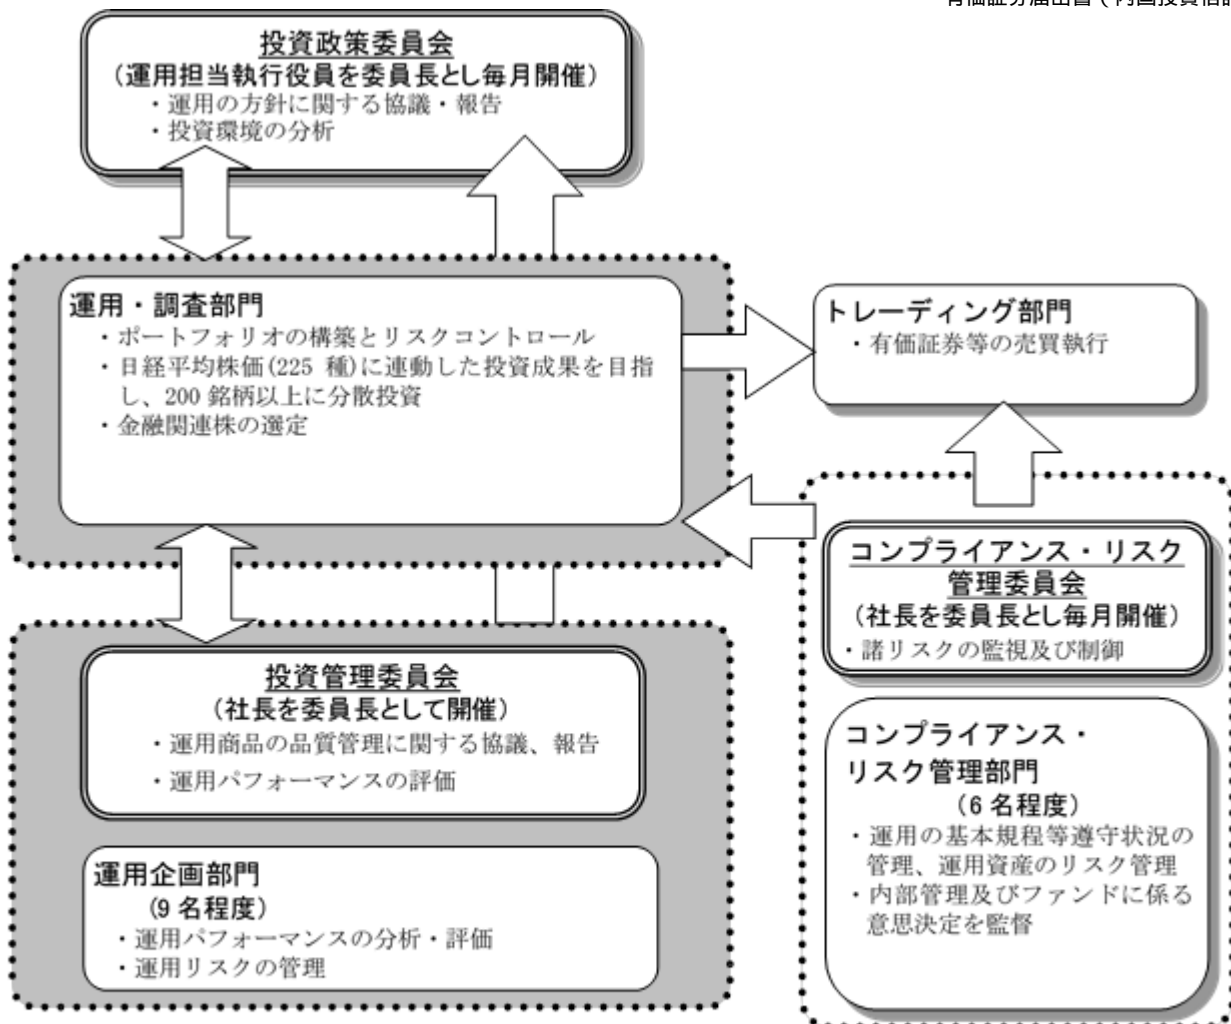 投資政策委員会
（運用担当執行役員を委員長とし毎月開催）
・運用の方針に関する協議・報告
・投資環境の分析
運用・調査部門
・ポートフォリオの構築とリスクコントロール
・日経平均株価(225 種)に連動した投資成果を目指
し、200 銘柄以上に分散投資
・金融関連株の選定
トレーディング部門
・有価証券等の売買執行
投資管理委員会
（社長を委員長として開催）
・運用商品の品質管理に関する協議、報告
・運用パフォーマンスの評価
運用企画部門
(9 名程度)
・運用パフォーマンスの分析・評価
・運用リスクの管理
コンプライアンス・リスク
管理委員会
（社長を委員長とし毎月開催）
・諸リスクの監視及び制御
コンプライアンス・
リスク管理部門
（6 名程度）
・運用の基本規程等遵守状況の
管理、運用資産のリスク管理
・内部管理及びファンドに係る
意思決定を監督